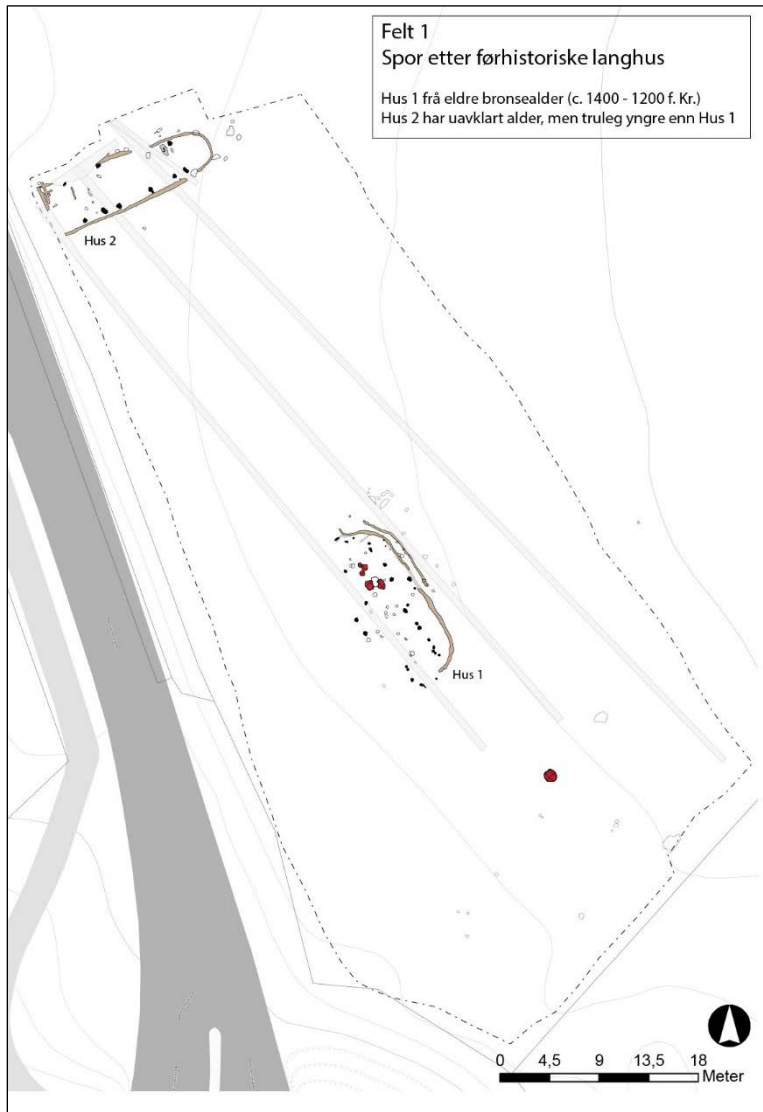 Felt 1
Spor etter førhistoriske langhus
Hus 1 frå eldre bronsealder (c. 1400 - 1200 f. Kr.)
Hus 2 har uavklart alder, men truleg yngre enn Hus 1
Hus 2
Hus 1
0 4,5 9 13,5 18
Meter